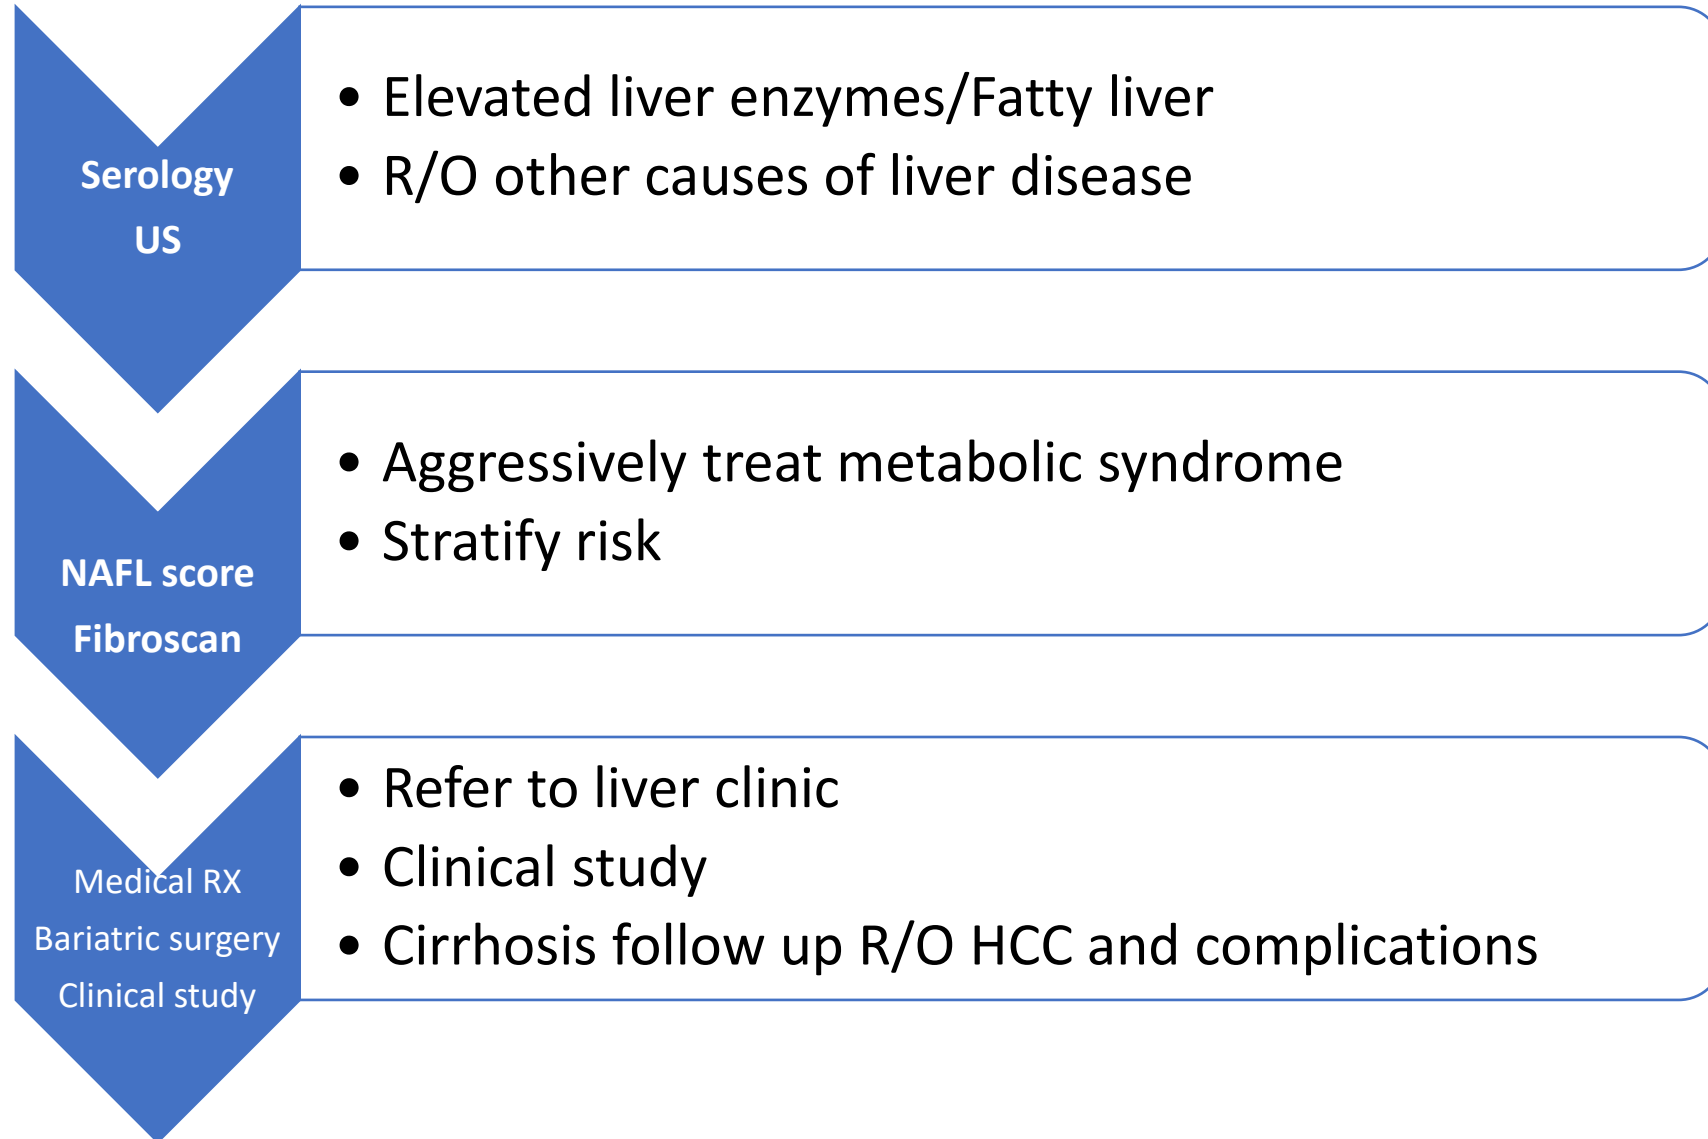 Serology
US
• Elevated liver enzymes/Fatty liver
• R/O other causes of liver disease
NAFL score
Fibroscan
• Aggressively treat metabolic syndrome
• Stratify risk
Medical RX
Bariatric surgery
Clinical study
• Refer to liver clinic
• Clinical study
• Cirrhosis follow up R/O HCC and complications